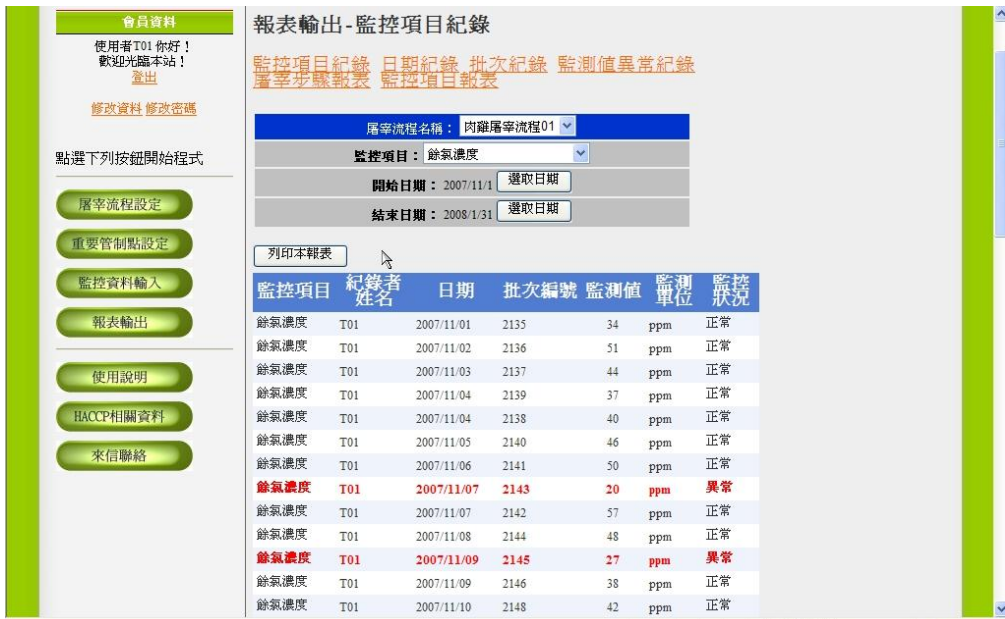 會員資料
使用者T01 你好！
歡迎光臨本站！
登出
修改資料 修改密碼
點選下列按鈕開始程式
屠宰流程設定
重要管制點設定
監控資料輸入
報表輸出
使用說明
HACCP相關資料
來信聯絡
報表輸出-監控項目紀錄
監控項目紀錄 日期紀錄 批次紀錄 監測值異常紀錄
屠宰步驟報表 監控項目報表
屠宰流程名稱： 肉雞屠宰流程01
監控項目： 餘氯濃度
開始日期： 2007/11/1 選取日期
結束日期： 2008/1/31 選取日期
列印本報表
監控項目 紀錄者姓名 日期 批次編號 監測值 監測單位 監控狀況
餘氯濃度 T01 2007/11/01 2135 34 ppm 正常
餘氯濃度 T01 2007/11/02 2136 51 ppm 正常
餘氯濃度 T01 2007/11/03 2137 44 ppm 正常
餘氯濃度 T01 2007/11/04 2139 37 ppm 正常
餘氯濃度 T01 2007/11/04 2138 40 ppm 正常
餘氯濃度 T01 2007/11/05 2140 46 ppm 正常
餘氯濃度 T01 2007/11/06 2141 50 ppm 正常
餘氯濃度 T01 2007/11/07 2143 20 ppm 異常
餘氯濃度 T01 2007/11/07 2142 57 ppm 正常
餘氯濃度 T01 2007/11/08 2144 48 ppm 正常
餘氯濃度 T01 2007/11/09 2145 27 ppm 異常
餘氯濃度 T01 2007/11/09 2146 38 ppm 正常
餘氯濃度 T01 2007/11/10 2148 42 ppm 正常